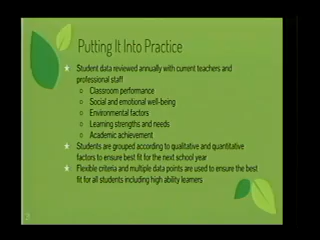 Putting It Into Practice
Student data reviewed annually with current teachers and
professional staff
Classroom performance
Social and emotional well-being
Environmental factors
Learning strengths and needs
Academic achievement
Students are grouped according to qualitative and quantitative
factors to ensure best fit for the next school year
Flexible criteria and multiple data points are used to ensure the best
fit for all students including high ability learners